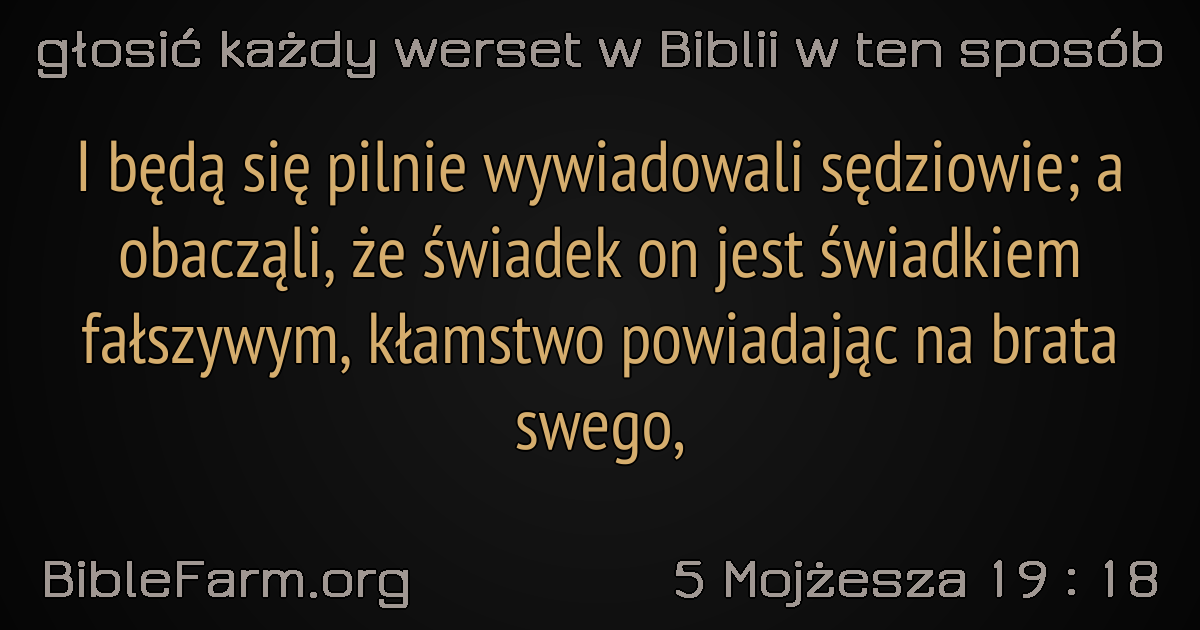 głosić każdy werset w Biblii w ten sposób
I będą się pilnie wywiadowali sędziowie; a
obacząli, że świadek on jest świadkiem
fałszywym, kłamstwo powiadając na brata
swego,
BibleFarm.org
5 Mojżesza 19 : 18